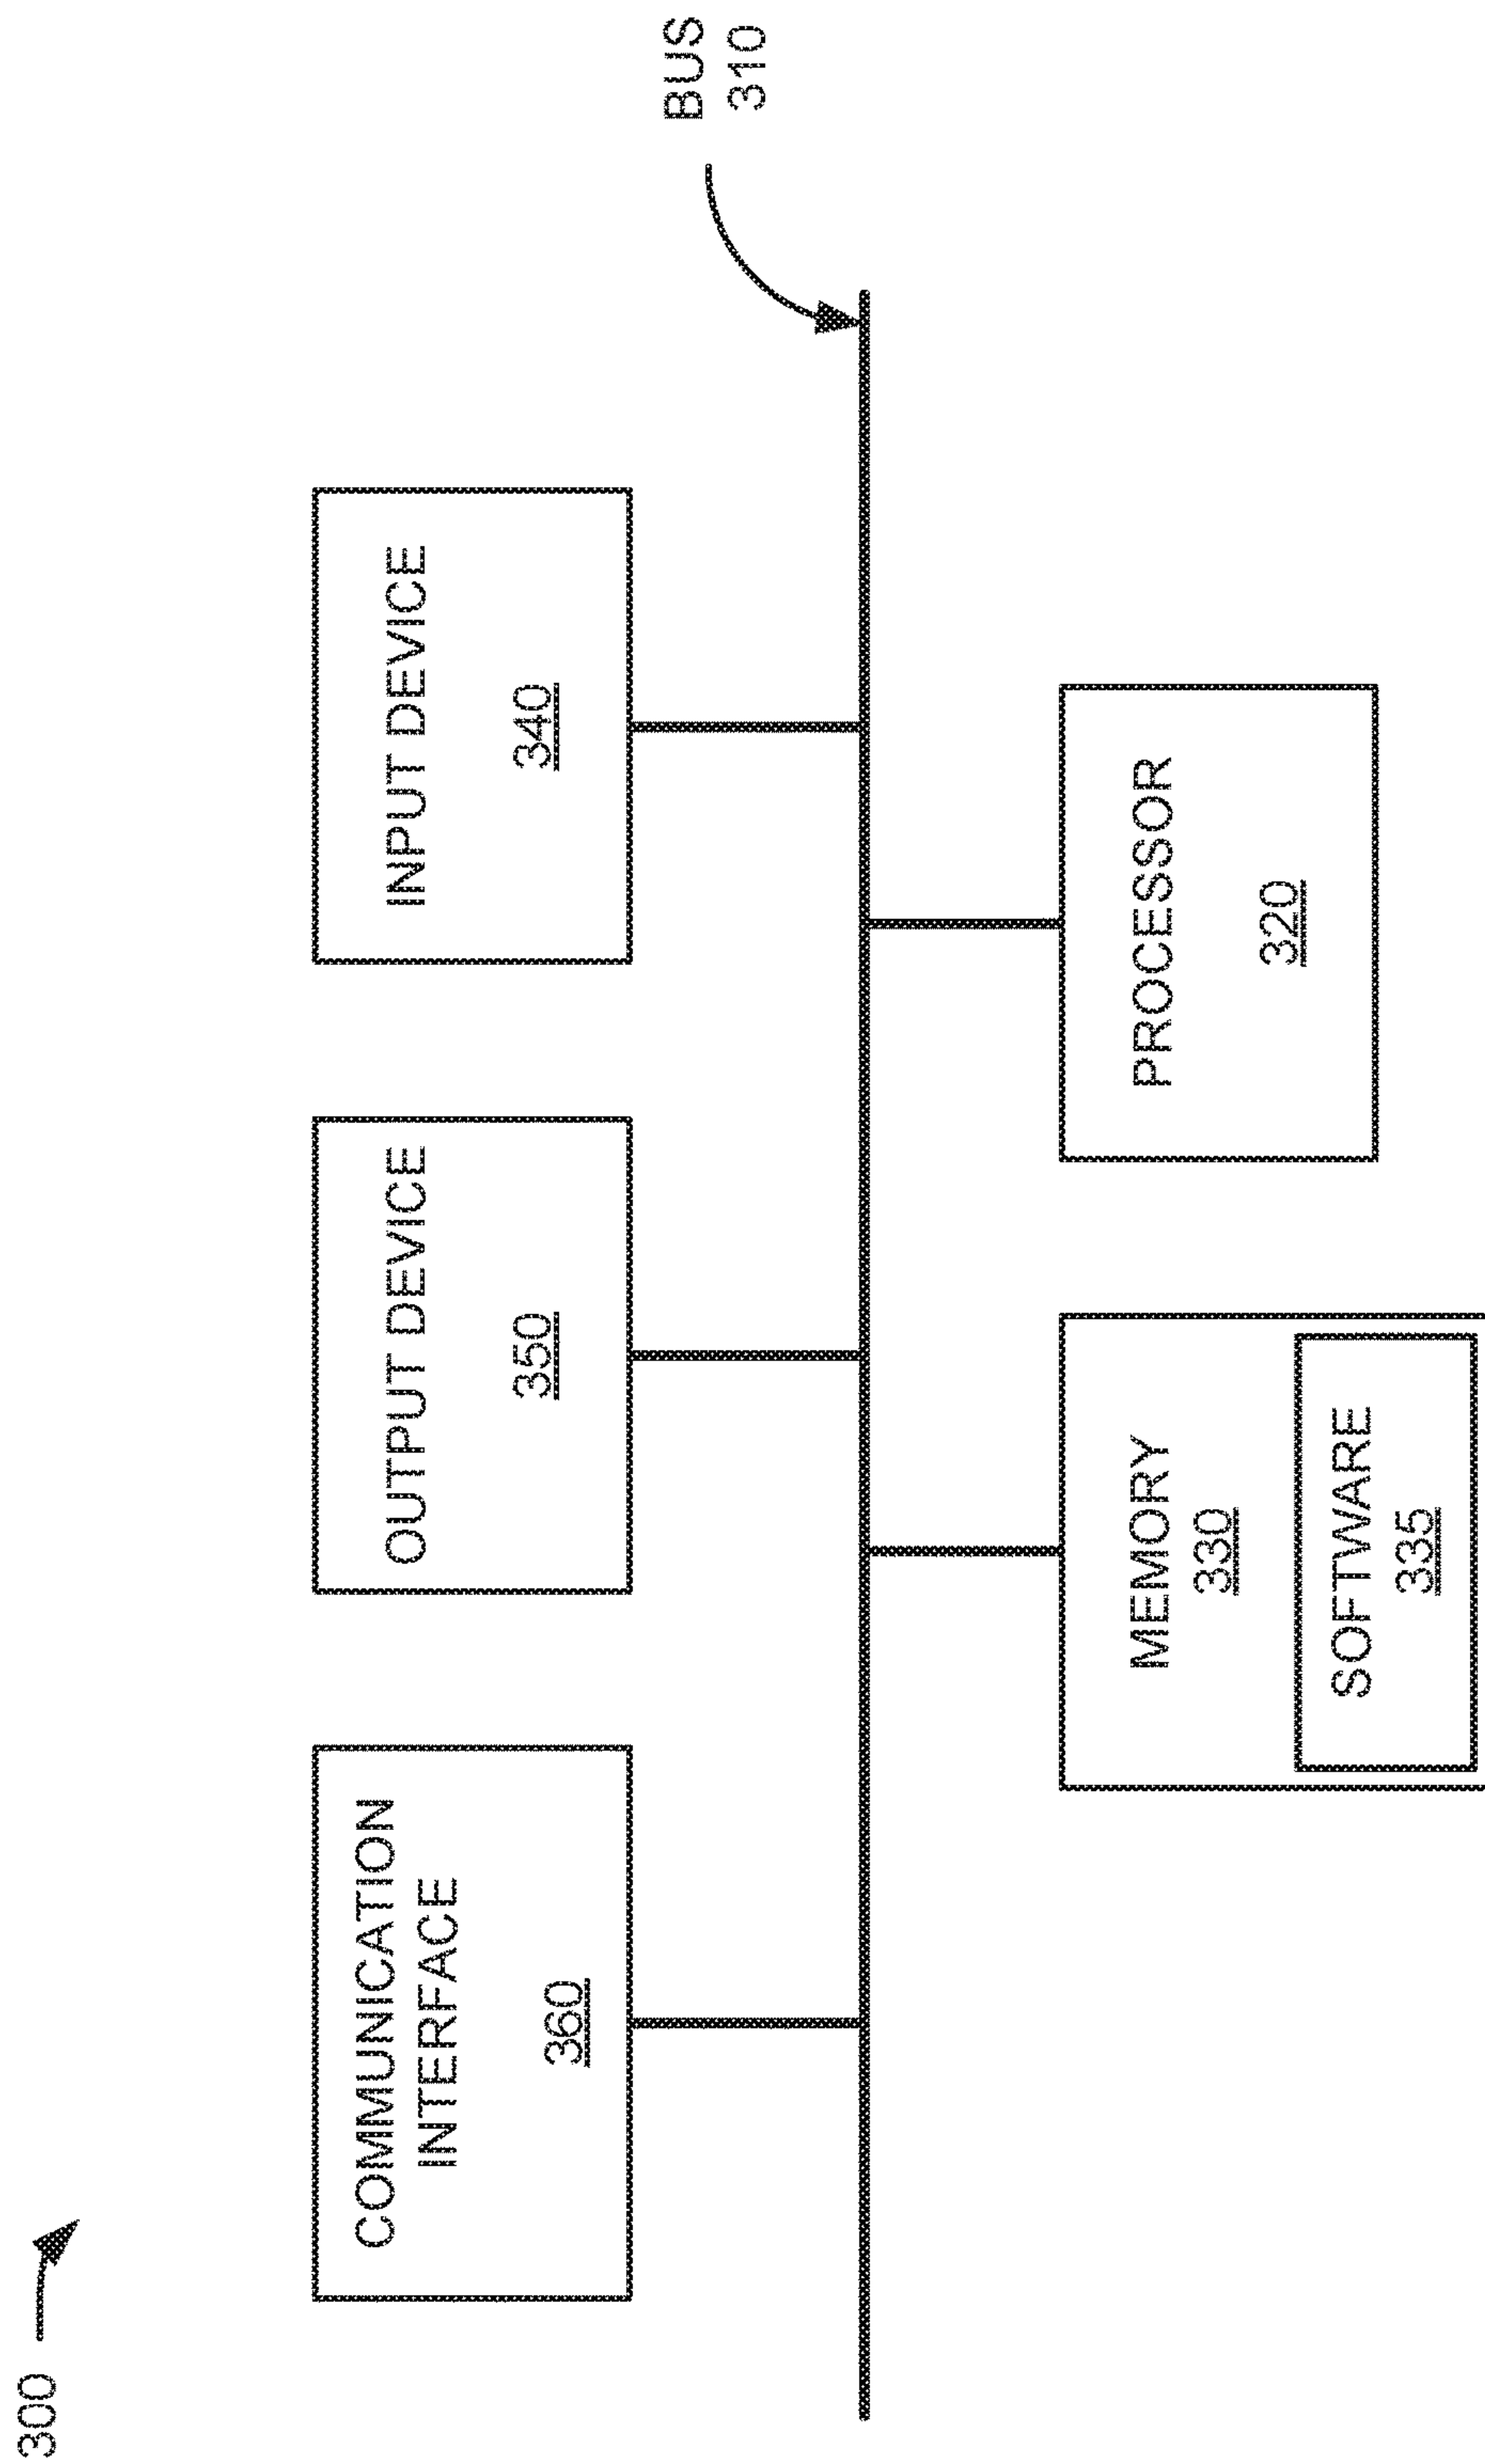 300
COMMUNICATION
INTERFACE
360
OUTPUT DEVICE
350
INPUT DEVICE
340
BUS
310
MEMORY
330
SOFTWARE
335
PROCESSOR
320